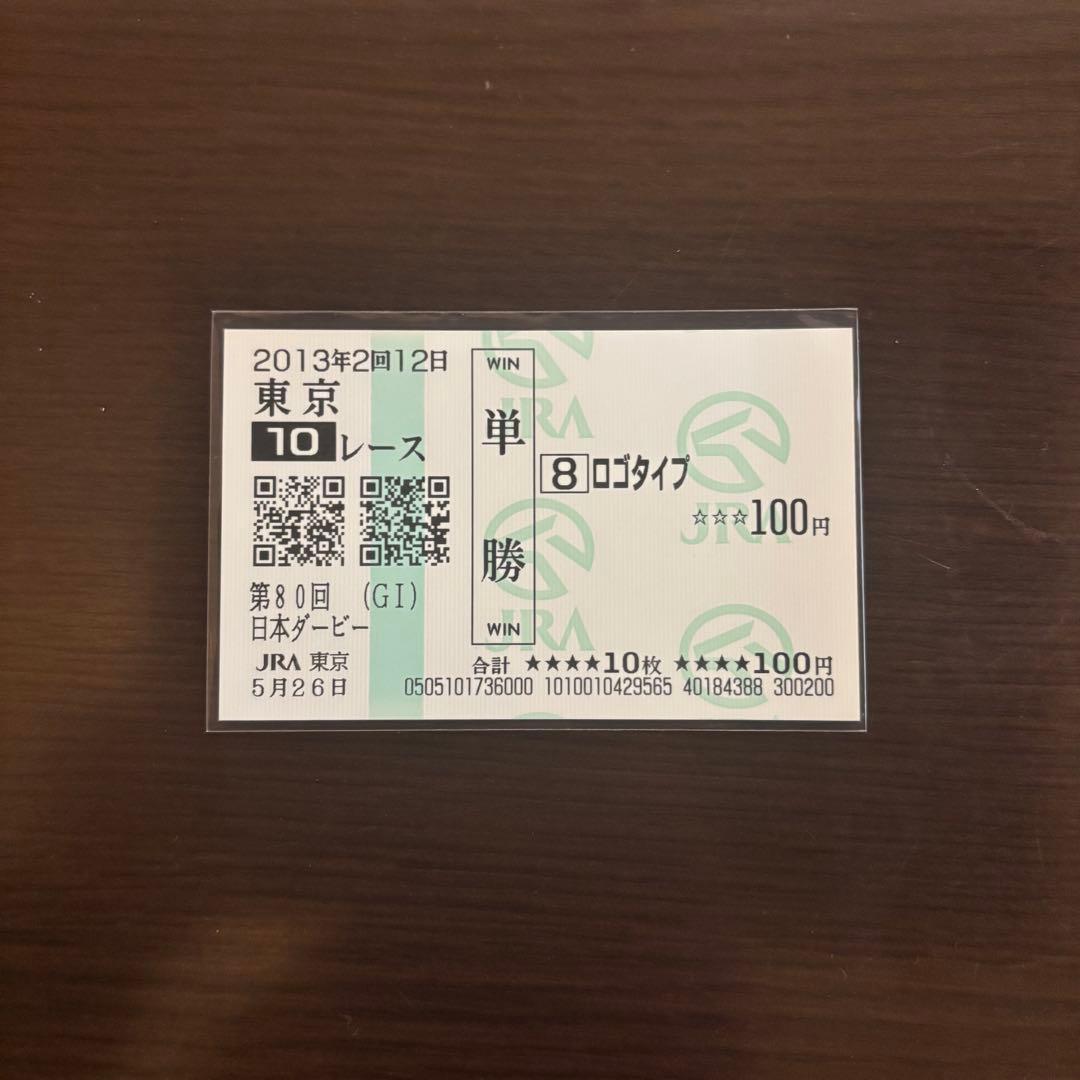 2013年2回12日
東京
10レース
第80回 (GI)
日本ダービー
JRA 東京
5月26日
WIN
単勝
WIN
8 ロゴタイプ
☆☆☆100円
合計 ★★★★10枚 ★★★★100円
0505101736000 1010010429565 40184388 300200
JRA
JRA
JRA